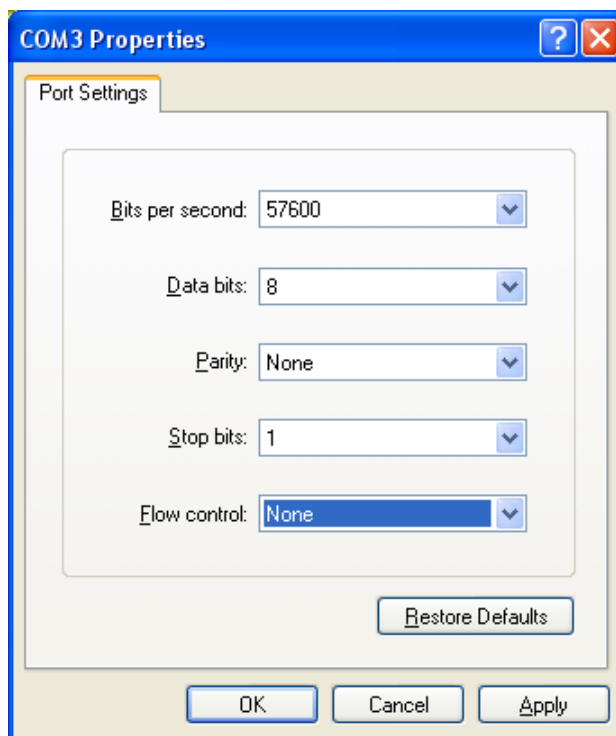 COM3 Properties
Port Settings
Bits per second: 57600
Data bits: 8
Parity: None
Stop bits: 1
Flow control: None
Restore Defaults
OK Cancel Apply